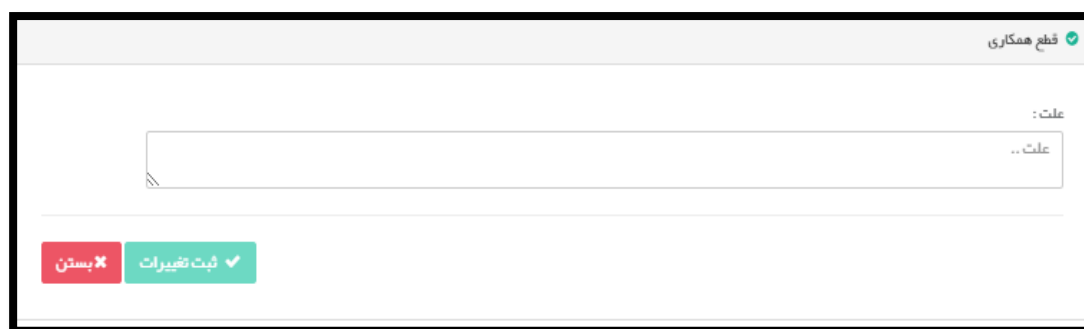 قطع همکاری
علت :
علت ..
ثبت تغییرات بستن